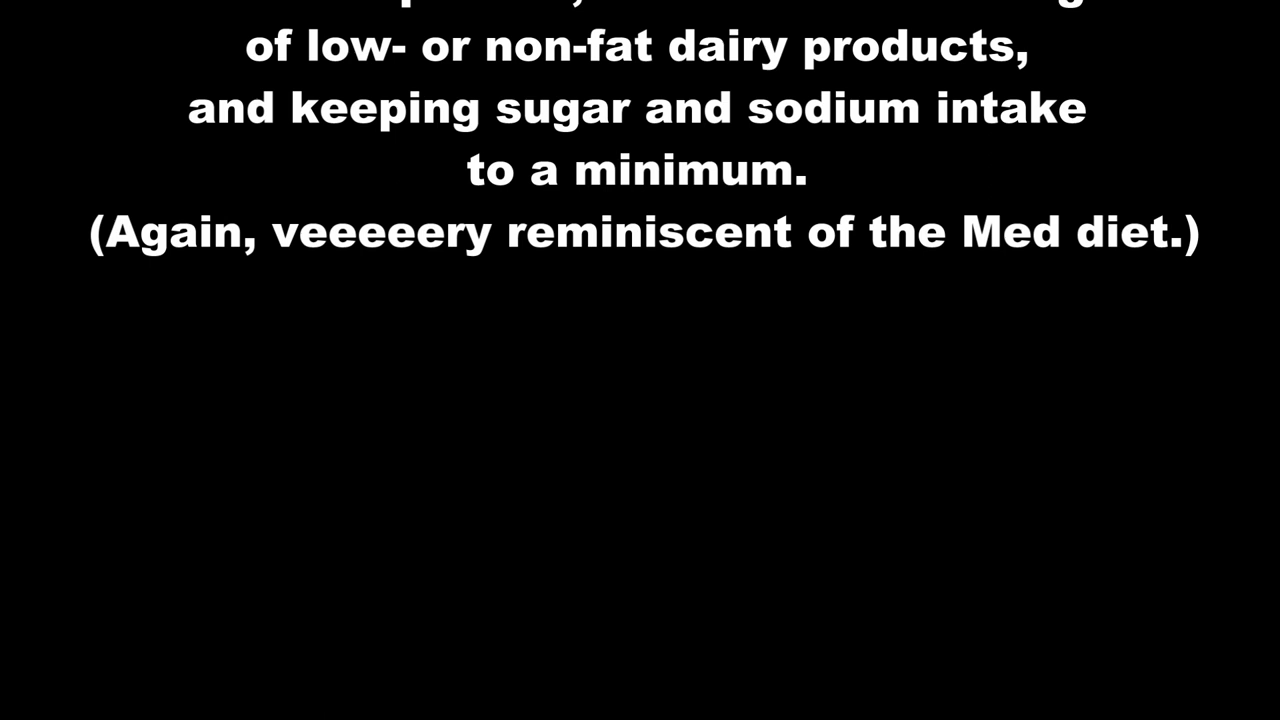 of low- or non-fat dairy products,
and keeping sugar and sodium intake
to a minimum.
(Again, veeeeery reminiscent of the Med diet.)